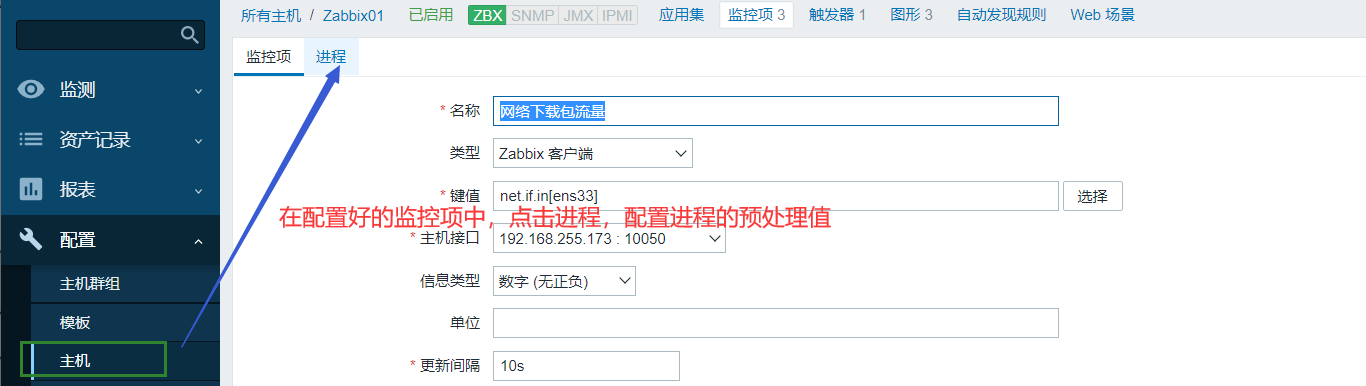 所有主机 / Zabbix01 已启用 ZBX SNMP JMX IPMI 应用集 监控项 3 触发器 1 图形 3 自动发现规则 Web 场景
监控项 进程
监测
资产记录
报表
配置
主机群组
模板
主机
* 名称 网络下载包流量
类型 Zabbix 客户端
* 键值 net.if.in[ens33] 选择
在配置好的监控项中，点击进程，配置进程的预处理值
* 主机接口 192.168.255.173 : 10050
信息类型 数字 (无正负)
单位
* 更新间隔 10s